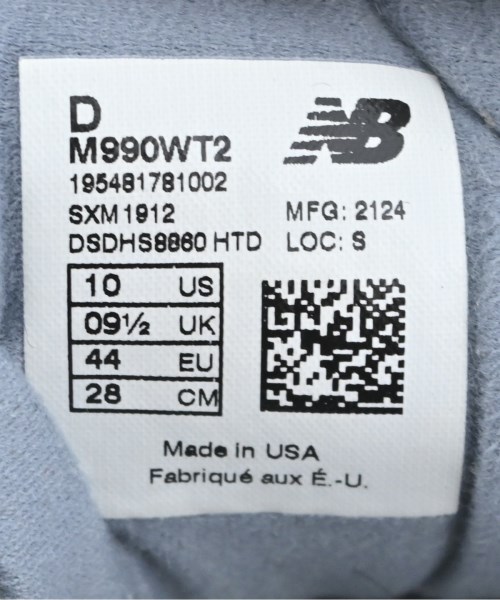 D
M990WT2
NB
195481781002
SXM1912 MFG: 2124
DSDHS8860 HTD LOC: S
10 US
09½ UK
44 EU
28 CM
Made in USA
Fabriqué aux É.-U.